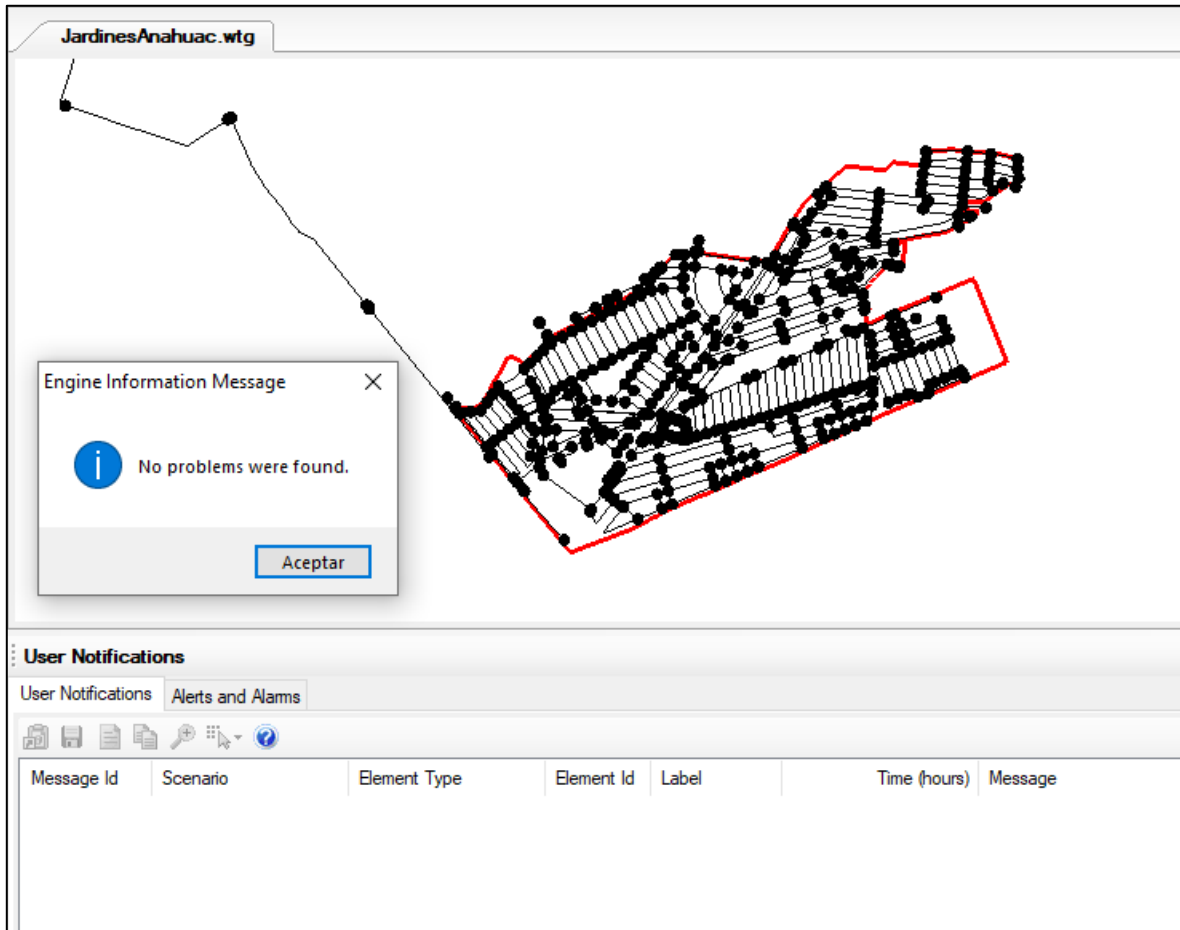 JardinesAnahuac.wtg
Engine Information Message
No problems were found.
Aceptar
User Notifications
User Notifications Alerts and Alarms
Message Id Scenario Element Type Element Id Label Time (hours) Message